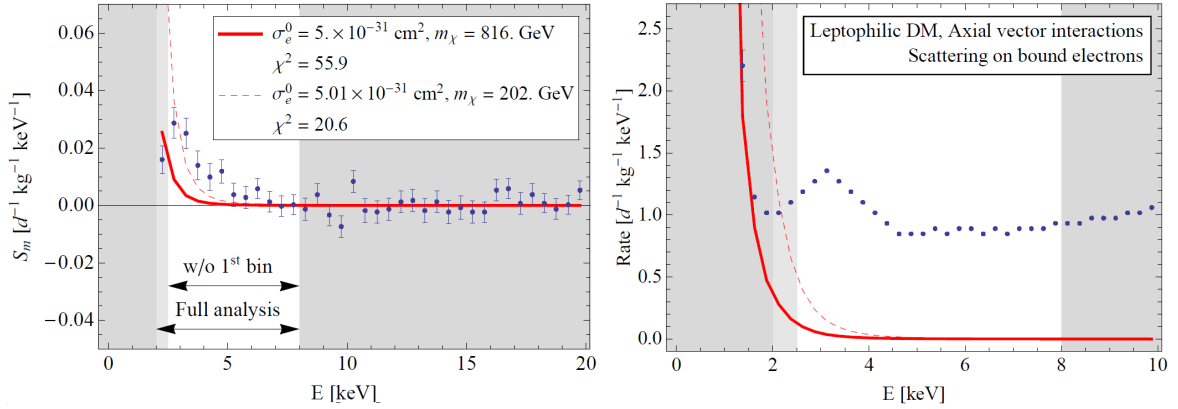 0.06
0.04
0.02
0.00
−0.02
−0.04
S_m [d⁻¹ kg⁻¹ keV⁻¹]
σ_e⁰ = 5.×10⁻³¹ cm², m_χ = 816. GeV
χ² = 55.9
σ_e⁰ = 5.01×10⁻³¹ cm², m_χ = 202. GeV
χ² = 20.6
w/o 1ˢᵗ bin
Full analysis
0 5 10 15 20
E [keV]
2.5
2.0
1.5
1.0
0.5
0.0
Rate [d⁻¹ kg⁻¹ keV⁻¹]
Leptophilic DM, Axial vector interactions
Scattering on bound electrons
0 2 4 6 8 10
E [keV]